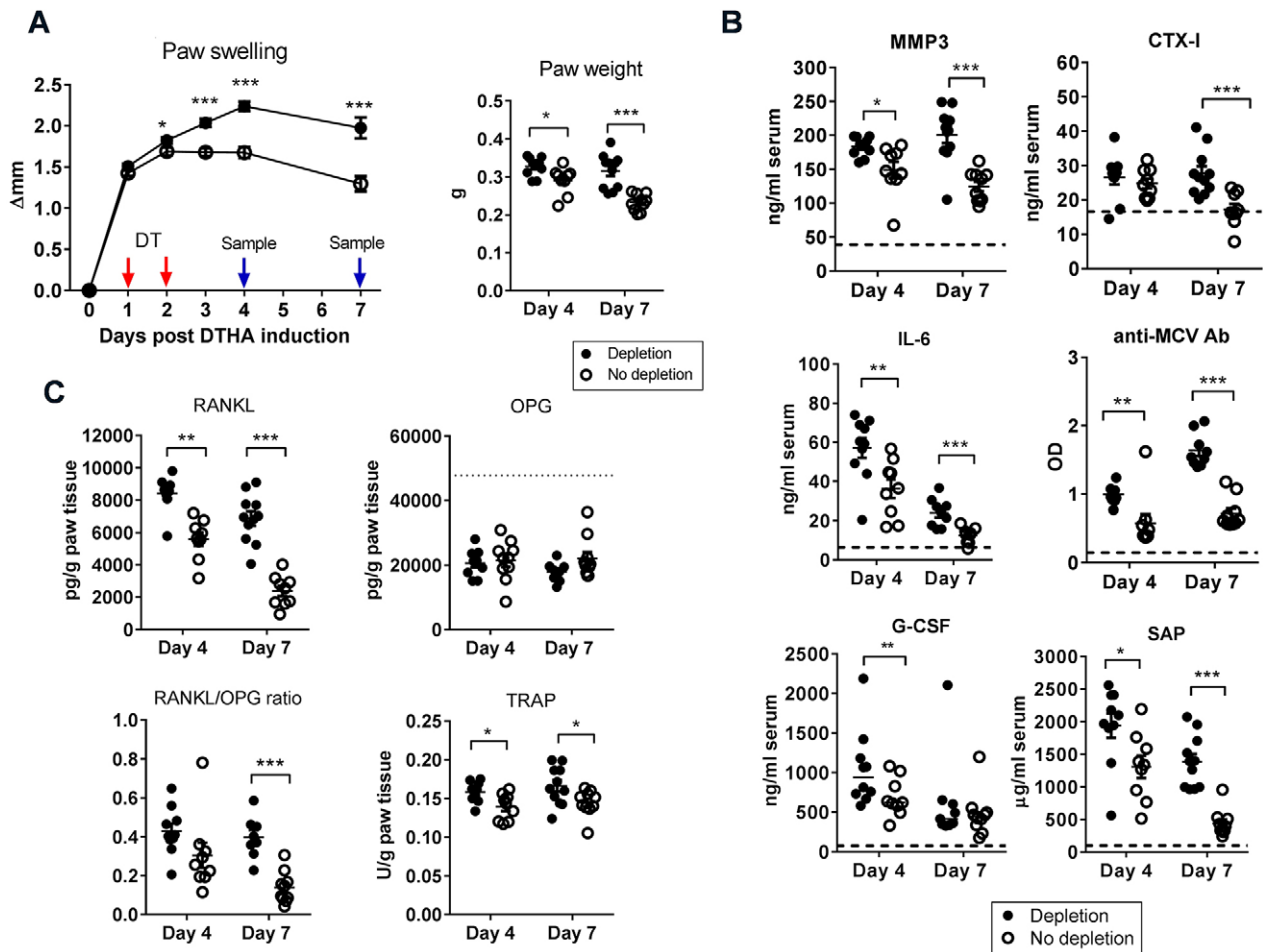 A
Paw swelling
2.5
2.0
1.5
1.0
0.5
0.0
Δmm
*
***
***
***
DT
Sample
Sample
0 1 2 3 4 5 6 7
Days post DTHA induction
Paw weight
0.5
0.4
0.3
0.2
0.1
0.0
g
*
***
Day 4 Day 7
Depletion
No depletion
B
MMP3
300
250
200
150
100
50
0
ng/ml serum
*
***
Day 4 Day 7
CTX-I
60
50
40
30
20
10
0
ng/ml serum
***
Day 4 Day 7
IL-6
100
80
60
40
20
0
ng/ml serum
**
***
Day 4 Day 7
anti-MCV Ab
3
2
1
0
OD
**
***
Day 4 Day 7
G-CSF
2500
2000
1500
1000
500
0
ng/ml serum
**
Day 4 Day 7
SAP
3000
2500
2000
1500
1000
500
0
µg/ml serum
*
***
Day 4 Day 7
Depletion
No depletion
C
RANKL
12000
10000
8000
6000
4000
2000
0
pg/g paw tissue
**
***
Day 4 Day 7
OPG
60000
40000
20000
0
pg/g paw tissue
Day 4 Day 7
RANKL/OPG ratio
1.0
0.8
0.6
0.4
0.2
0.0
***
Day 4 Day 7
TRAP
0.25
0.20
0.15
0.10
0.05
0.00
U/g paw tissue
*
*
Day 4 Day 7